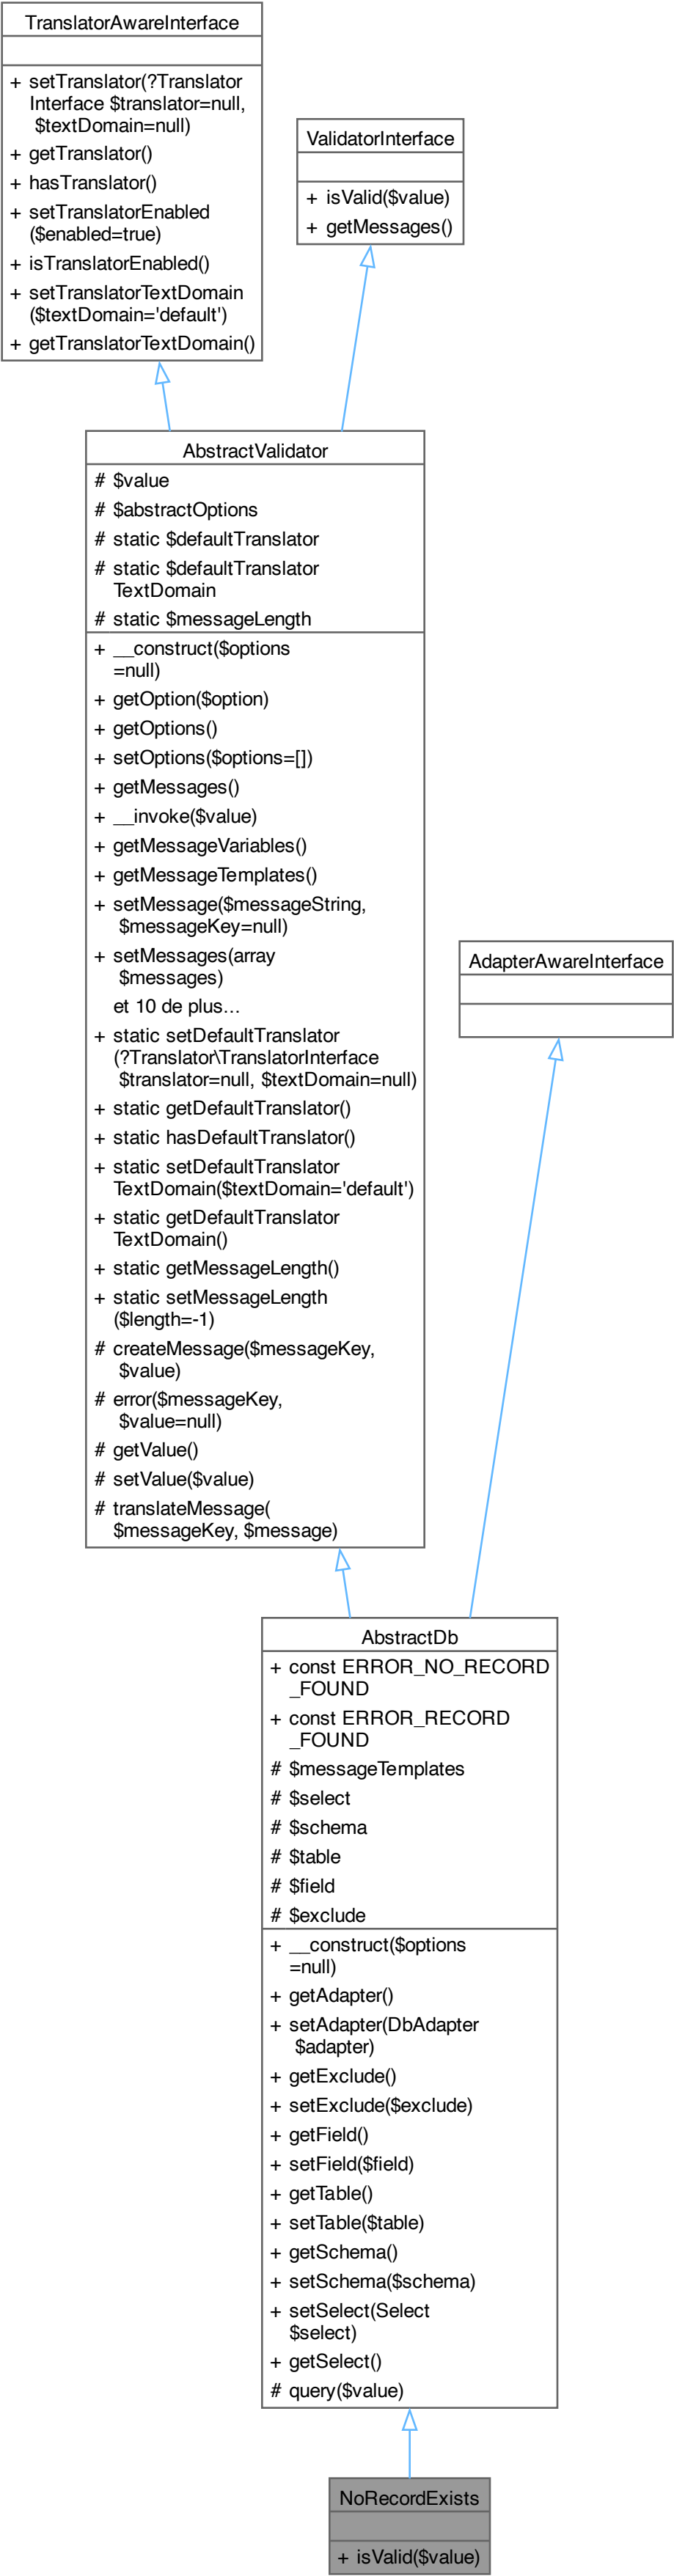 TranslatorAwareInterface
+ setTranslator(?Translator
Interface $translator=null,
$textDomain=null)
+ getTranslator()
+ hasTranslator()
+ setTranslatorEnabled
($enabled=true)
+ isTranslatorEnabled()
+ setTranslatorTextDomain
($textDomain='default')
+ getTranslatorTextDomain()
ValidatorInterface
+ isValid($value)
+ getMessages()
AbstractValidator
# $value
# $abstractOptions
# static $defaultTranslator
# static $defaultTranslator
TextDomain
# static $messageLength
+ __construct($options
=null)
+ getOption($option)
+ getOptions()
+ setOptions($options=[])
+ getMessages()
+ __invoke($value)
+ getMessageVariables()
+ getMessageTemplates()
+ setMessage($messageString,
$messageKey=null)
+ setMessages(array
$messages)
et 10 de plus...
+ static setDefaultTranslator
(?Translator\TranslatorInterface
$translator=null, $textDomain=null)
+ static getDefaultTranslator()
+ static hasDefaultTranslator()
+ static setDefaultTranslator
TextDomain($textDomain='default')
+ static getDefaultTranslator
TextDomain()
+ static getMessageLength()
+ static setMessageLength
($length=-1)
# createMessage($messageKey,
$value)
# error($messageKey,
$value=null)
# getValue()
# setValue($value)
# translateMessage(
$messageKey, $message)
AdapterAwareInterface
AbstractDb
+ const ERROR_NO_RECORD
_FOUND
+ const ERROR_RECORD
_FOUND
# $messageTemplates
# $select
# $schema
# $table
# $field
# $exclude
+ __construct($options
=null)
+ getAdapter()
+ setAdapter(DbAdapter
$adapter)
+ getExclude()
+ setExclude($exclude)
+ getField()
+ setField($field)
+ getTable()
+ setTable($table)
+ getSchema()
+ setSchema($schema)
+ setSelect(Select
$select)
+ getSelect()
# query($value)
NoRecordExists
+ isValid($value)